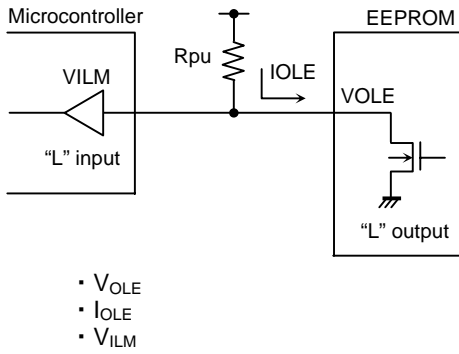 Microcontroller
EEPROM
Rpu
IOLE
VILM
VOLE
“L” input
“L” output
・VOLE
・IOLE
・VILM